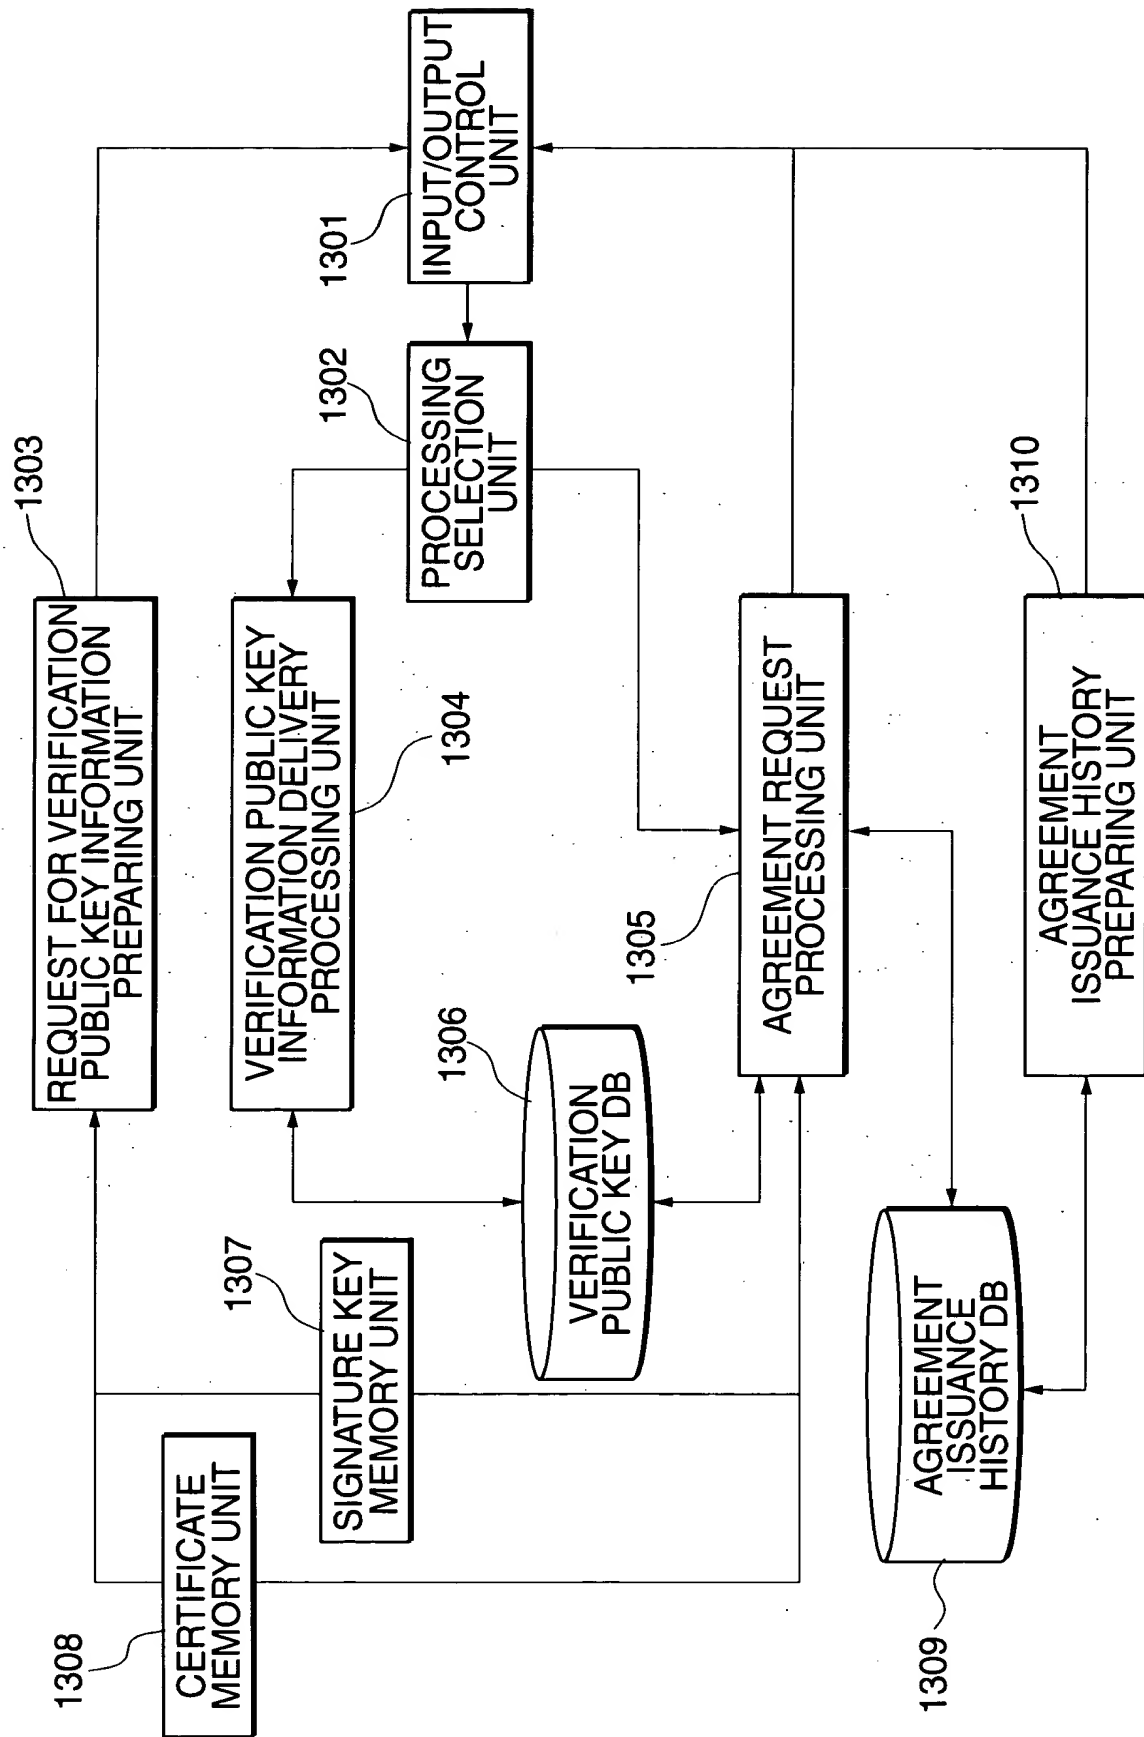 1303
REQUEST FOR VERIFICATION
PUBLIC KEY INFORMATION
PREPARING UNIT
1308
CERTIFICATE
MEMORY UNIT
VERIFICATION PUBLIC KEY
INFORMATION DELIVERY
PROCESSING UNIT
1304
1307
SIGNATURE KEY
MEMORY UNIT
1302
PROCESSING
SELECTION
UNIT
1301
INPUT/OUTPUT
CONTROL
UNIT
1306
VERIFICATION
PUBLIC KEY DB
1305
AGREEMENT REQUEST
PROCESSING UNIT
1309
AGREEMENT
ISSUANCE
HISTORY DB
1310
AGREEMENT
ISSUANCE HISTORY
PREPARING UNIT